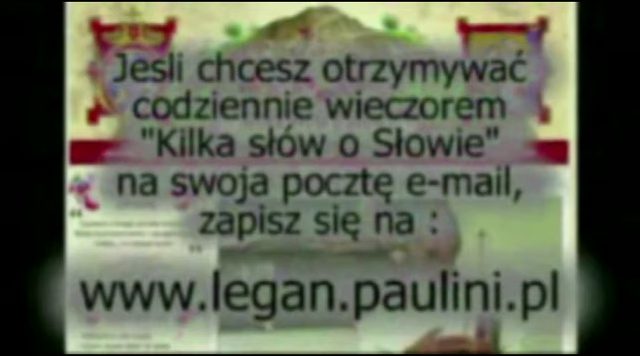 Jesli chcesz otrzymywać
codziennie wieczorem
"Kilka słów o Słowie"
na swoja pocztę e-mail,
zapisz się na :
www.legan.paulini.pl